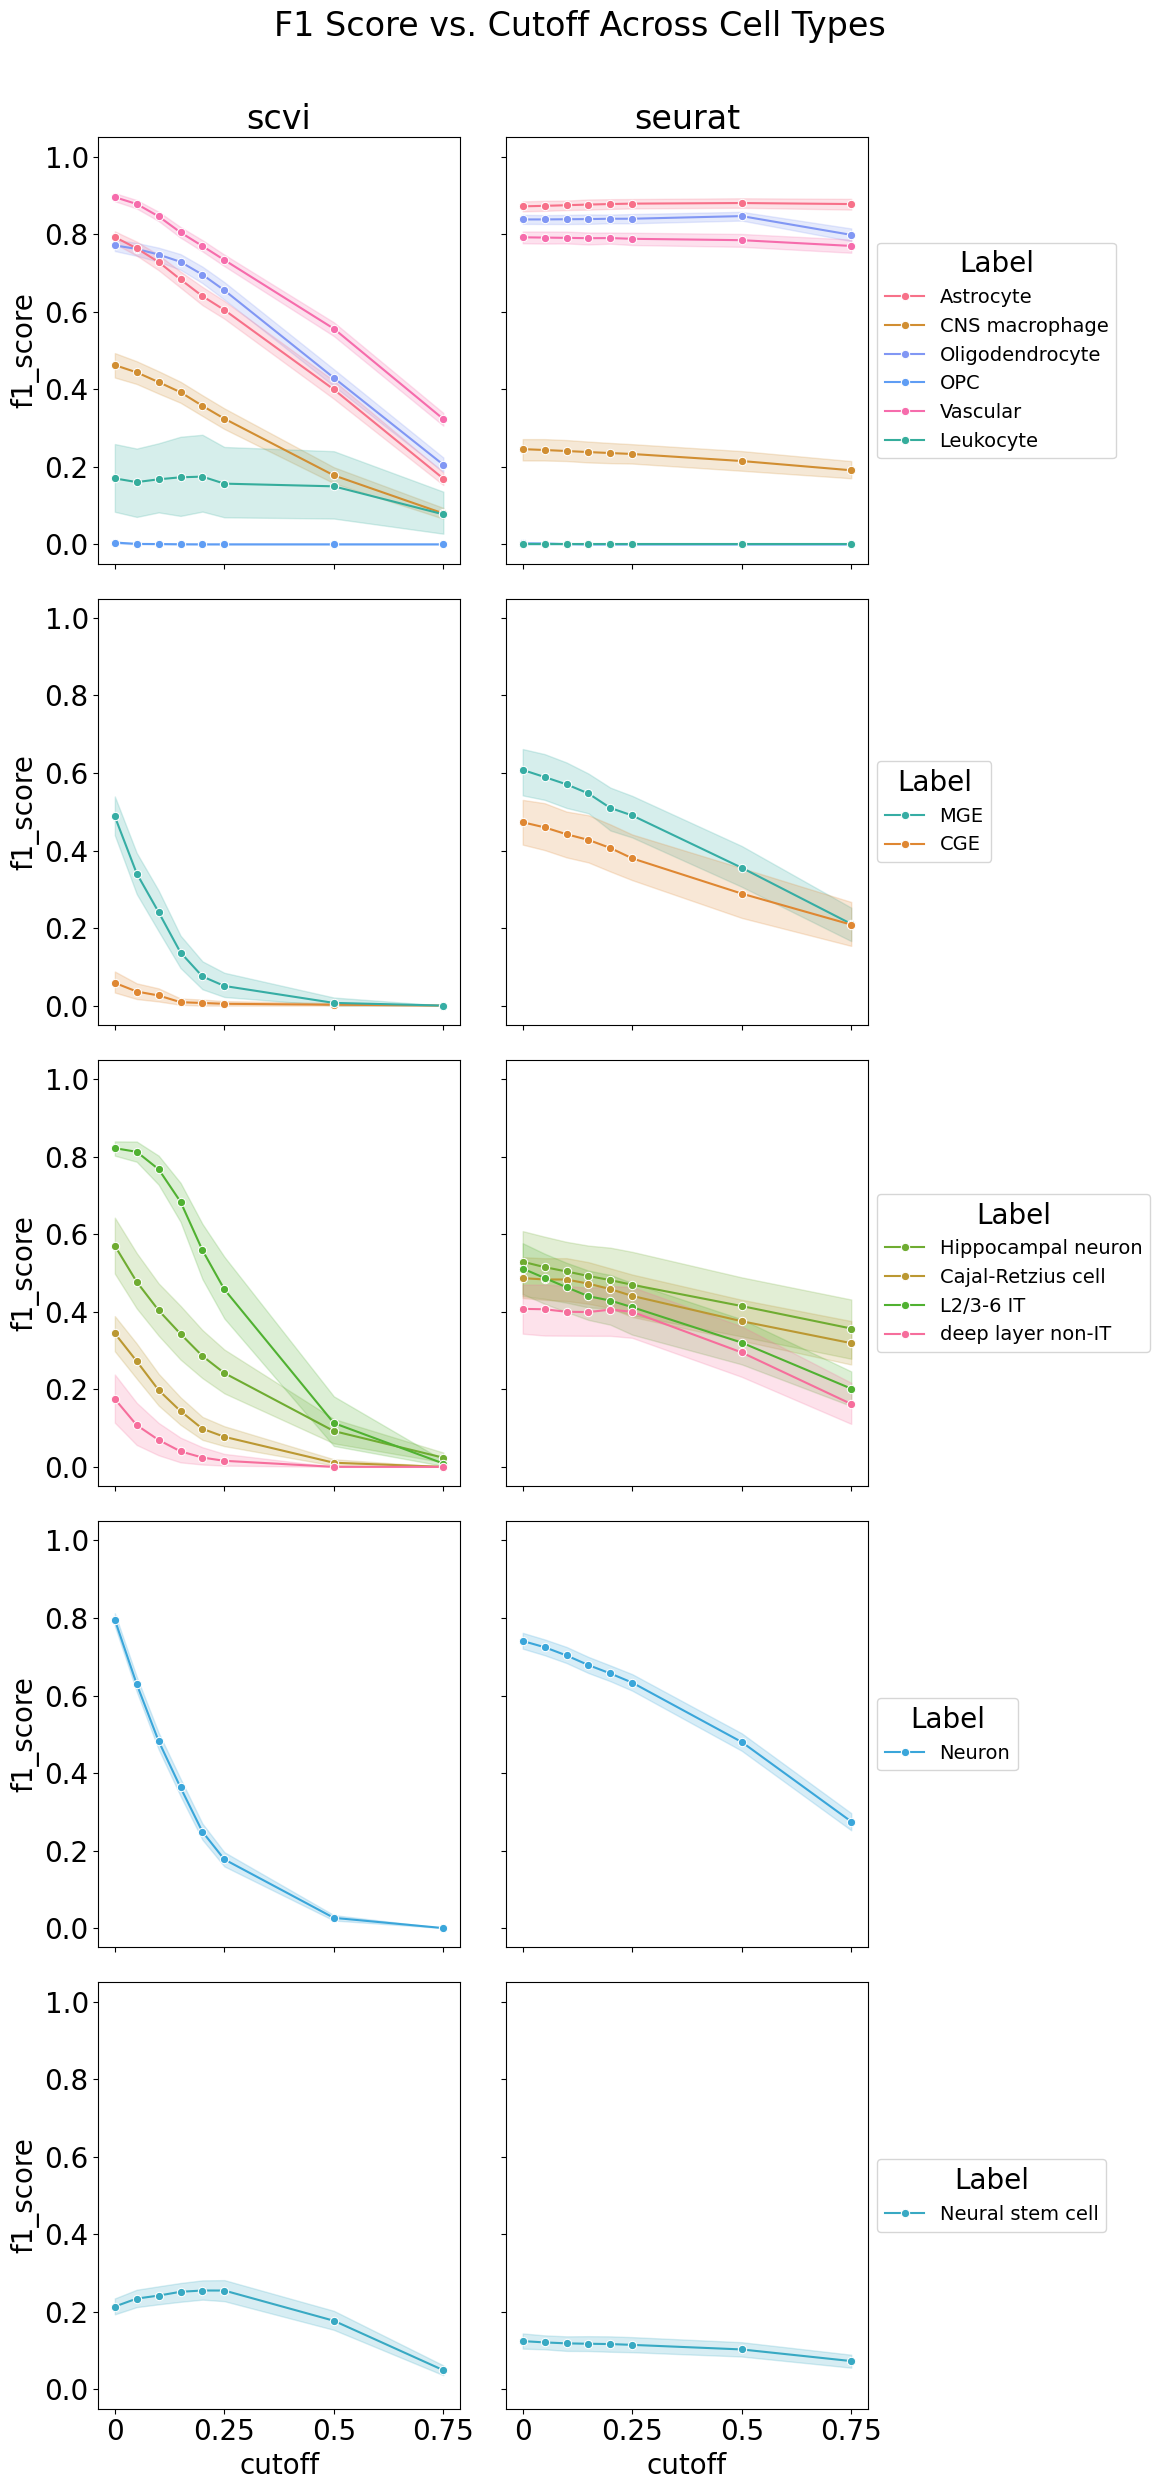 F1 Score vs. Cutoff Across Cell Types
scvi
seurat
f1_score
1.0
0.8
0.6
0.4
0.2
0.0
Label
Astrocyte
CNS macrophage
Oligodendrocyte
OPC
Vascular
Leukocyte
f1_score
1.0
0.8
0.6
0.4
0.2
0.0
Label
MGE
CGE
f1_score
1.0
0.8
0.6
0.4
0.2
0.0
Label
Hippocampal neuron
Cajal-Retzius cell
L2/3-6 IT
deep layer non-IT
f1_score
1.0
0.8
0.6
0.4
0.2
0.0
Label
Neuron
f1_score
1.0
0.8
0.6
0.4
0.2
0.0
Label
Neural stem cell
0 0.25 0.5 0.75
cutoff
0 0.25 0.5 0.75
cutoff